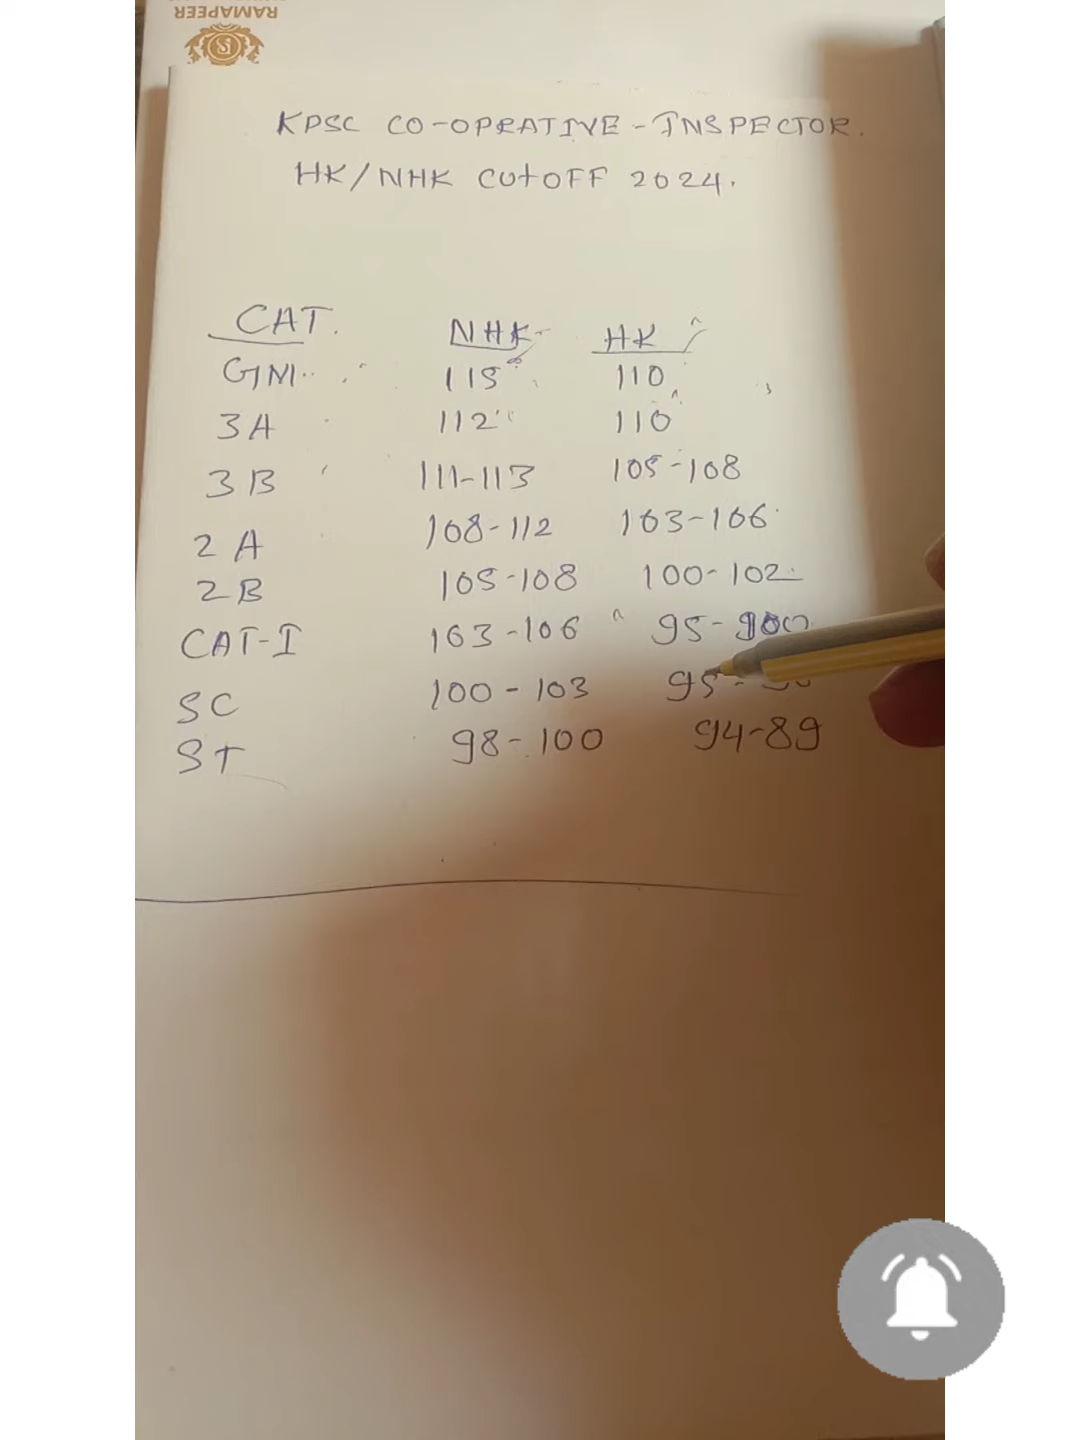 RAMAPEER
KPSC CO-OPRATIVE-INSPECTOR.
HK/NHK CUTOFF 2024.
CAT. NHK HK
GM 115 110
3A 112 110
3B 111-113 105-108
2A 108-112 103-106
2B 105-108 100-102
CAT-I 103-106 95-100
SC 100-103 95-
ST 98-100 94-89